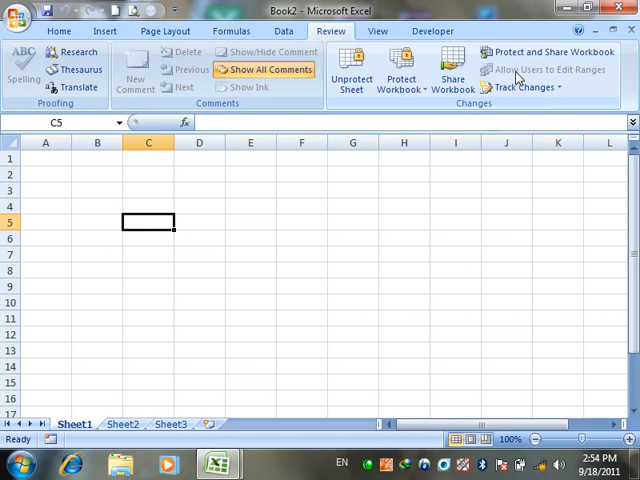 Book2 - Microsoft Excel
Home Insert Page Layout Formulas Data Review View Developer
ABC
Spelling
Research
Thesaurus
Translate
Proofing
New
Comment
Delete
Previous
Next
Show/Hide Comment
Show All Comments
Show Ink
Comments
Unprotect
Sheet
Protect
Workbook
Share
Workbook
Protect and Share Workbook
Allow Users to Edit Ranges
Track Changes
Changes
C5
fx
A B C D E F G H I J K L
1
2
3
4
5
6
7
8
9
10
11
12
13
14
15
16
17
Sheet1 Sheet2 Sheet3
Ready
100%
EN
2:54 PM
9/18/2011